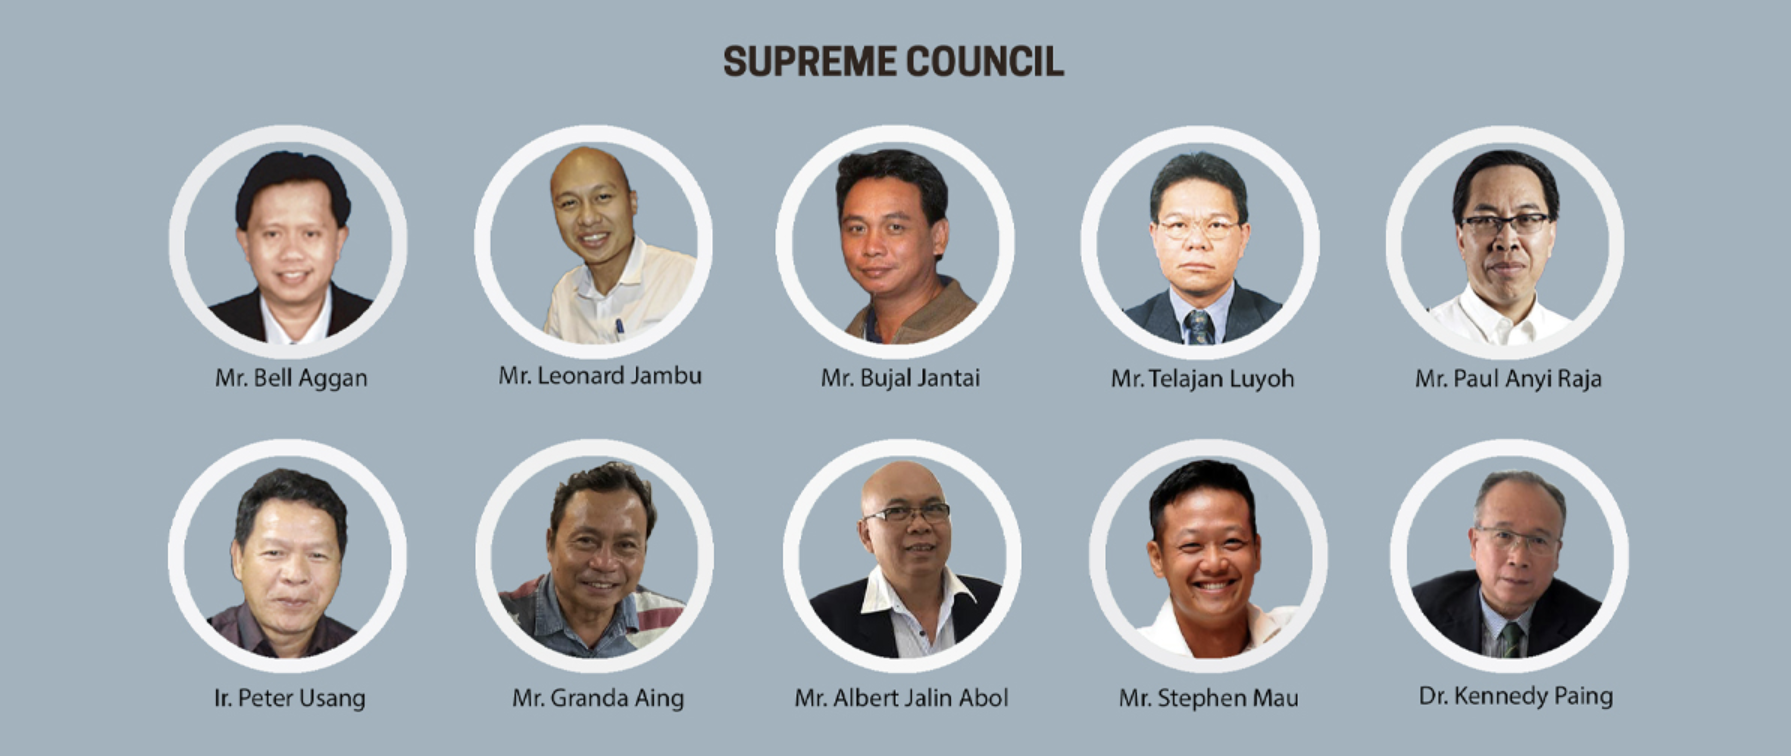 SUPREME COUNCIL
Mr. Bell Aggan
Mr. Leonard Jambu
Mr. Bujal Jantai
Mr. Telajan Luyoh
Mr. Paul Anyi Raja
Ir. Peter Usang
Mr. Granda Aing
Mr. Albert Jalin Abol
Mr. Stephen Mau
Dr. Kennedy Paing